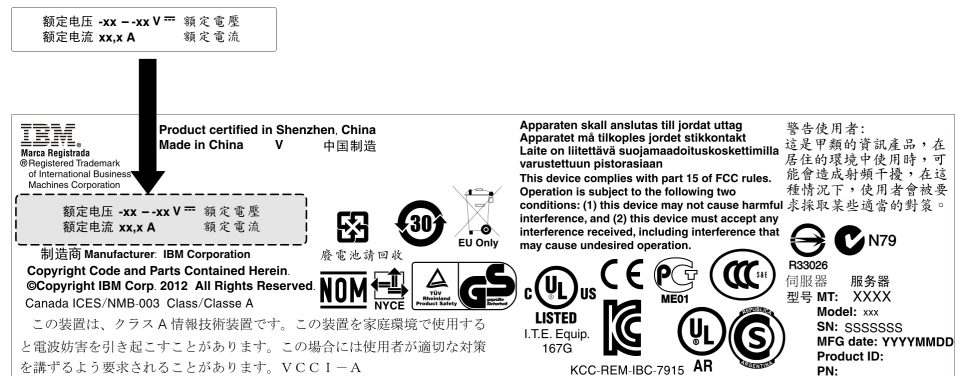 额定电压 -xx – -xx V 額定電壓
额定电流 xx,x A 額定電流
IBM®
Marca Registrada
® Registered Trademark
of International Business
Machines Corporation
Product certified in Shenzhen, China
Made in China V 中国制造
额定电压 -xx – -xx V 額定電壓
额定电流 xx,x A 額定電流
制造商 Manufacturer: IBM Corporation
Copyright Code and Parts Contained Herein.
©Copyright IBM Corp. 2012 All Rights Reserved.
Canada ICES/NMB-003 Class/Classe A
この装置は、クラスA情報技術装置です。この装置を家庭環境で使用する
と電波妨害を引き起こすことがあります。この場合には使用者が適切な対策
を講ずるよう要求されることがあります。VCCI-A
廢電池請回收
30
EU Only
NOM
NYCE
TÜV
Rheinland
Product Safety
GS
geprüfte
Sicherheit
Apparaten skall anslutas till jordat uttag
Apparatet må tilkoples jordet stikkontakt
Laite on liitettävä suojamaadoituskoskettimilla
varustettuun pistorasiaan
This device complies with part 15 of FCC rules.
Operation is subject to the following two
conditions: (1) this device may not cause harmful
interference, and (2) this device must accept any
interference received, including interference that
may cause undesired operation.
C UL US
LISTED
I.T.E. Equip.
167G
CE
ME01
CCC S&E
KCC-REM-IBC-7915
UL
AR
REPUBLICA
S
ARGENTINA
警告使用者:
這是甲類的資訊產品，在
居住的環境中使用時，可
能會造成射頻干擾，在這
種情況下，使用者會被要
求採取某些適當的對策。
R33026
N79
伺服器 服务器
型号 MT: XXXX
Model: xxx
SN: SSSSSSS
MFG date: YYYYMMDD
Product ID:
PN: